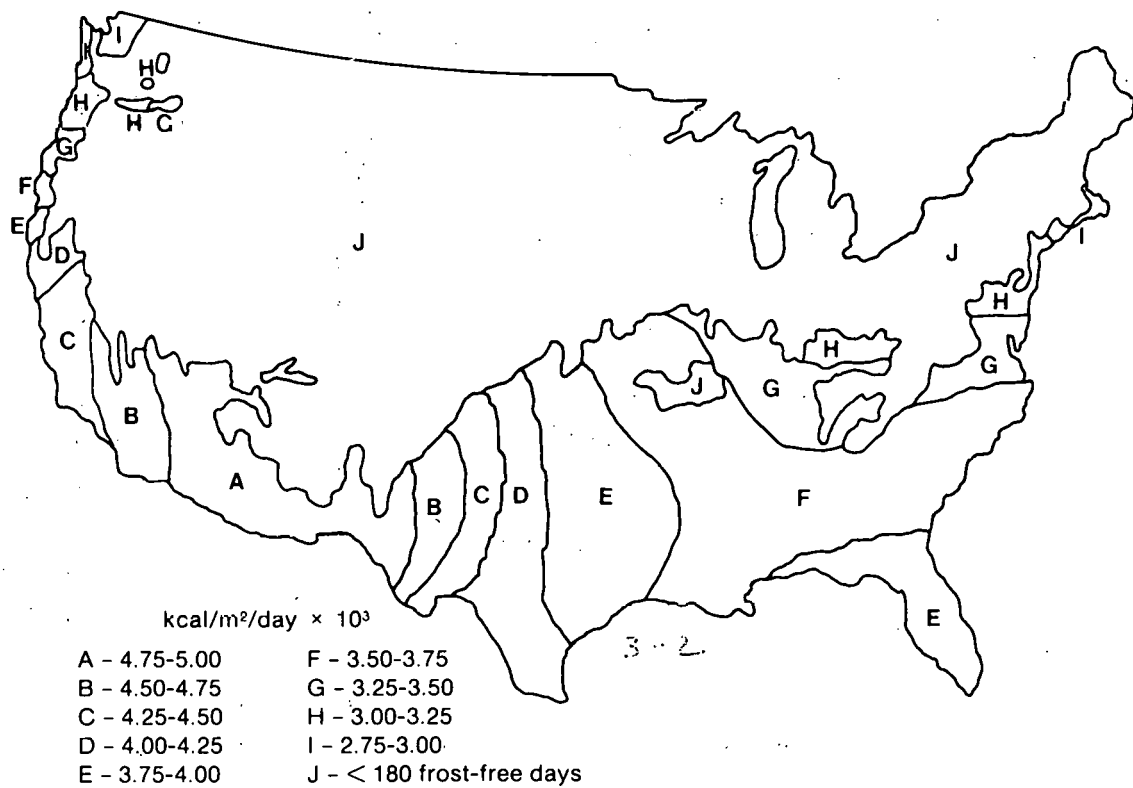 I
I
H
H
H G
G
F
E
D
J
J
I
H
C
H
J
G
G
B
A
B
C
D
E
F
E
kcal/m²/day × 10³
3-2.
A – 4.75-5.00
F – 3.50-3.75
B – 4.50-4.75
G – 3.25-3.50
C – 4.25-4.50
H – 3.00-3.25
D – 4.00-4.25
I – 2.75-3.00
E – 3.75-4.00
J – < 180 frost-free days